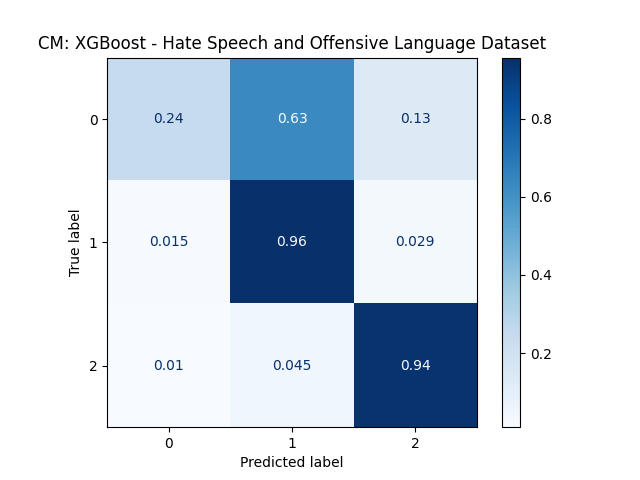 CM: XGBoost - Hate Speech and Offensive Language Dataset
0 0.24 0.63 0.13
1 0.015 0.96 0.029
2 0.01 0.045 0.94
0 1 2
Predicted label
True label
0.8
0.6
0.4
0.2